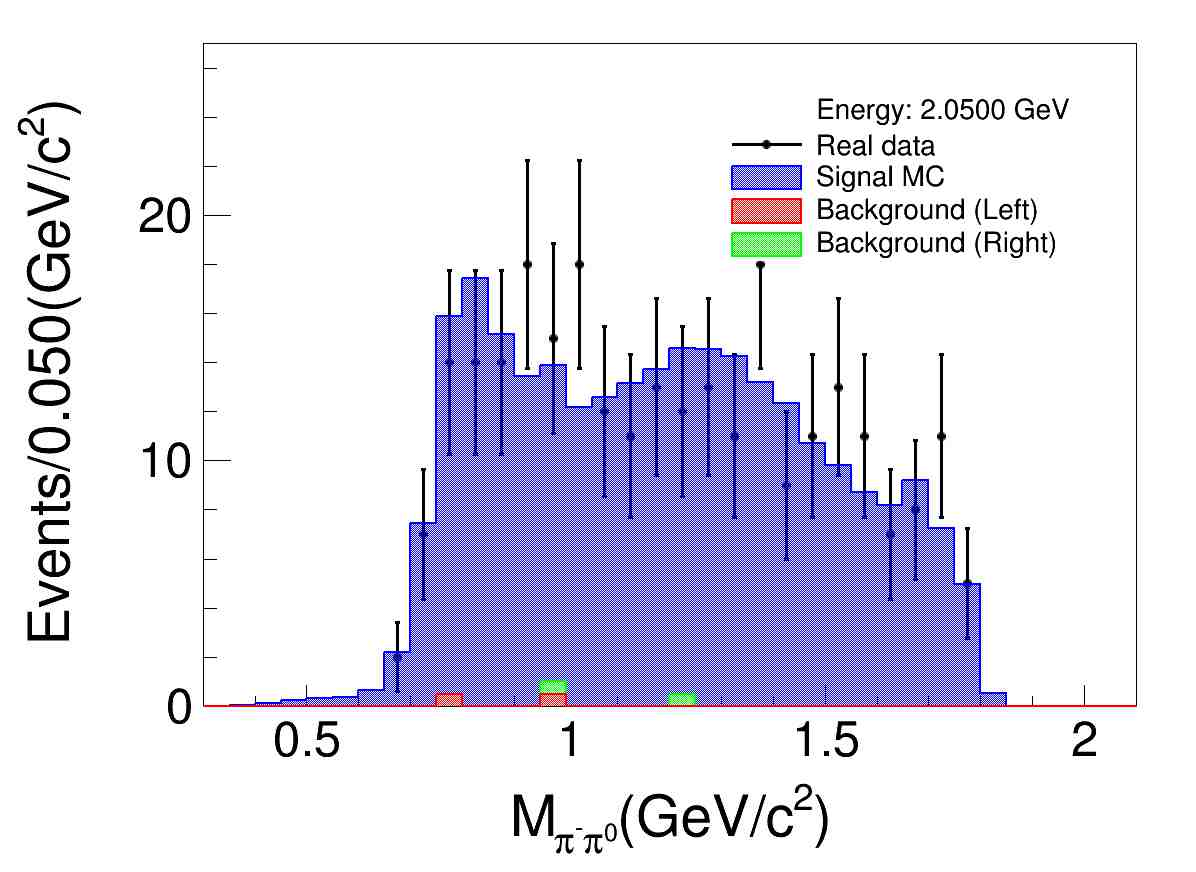 Energy: 2.0500 GeV
Real data
Signal MC
Background (Left)
Background (Right)
Events/0.050(GeV/c²)
20
10
0
0.5
1
1.5
2
M_π⁻π⁰(GeV/c²)